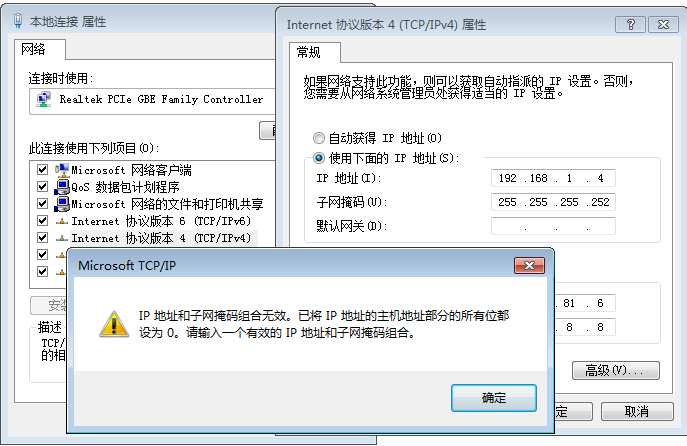 本地连接 属性
网络
连接时使用:
Realtek PCIe GBE Family Controller
此连接使用下列项目(O):
Microsoft 网络客户端
QoS 数据包计划程序
Microsoft 网络的文件和打印机共享
Internet 协议版本 6 (TCP/IPv6)
Internet 协议版本 4 (TCP/IPv4)
描述
TCP/
的相
Internet 协议版本 4 (TCP/IPv4) 属性
常规
如果网络支持此功能，则可以获取自动指派的 IP 设置。否则，
您需要从网络系统管理员处获得适当的 IP 设置。
自动获得 IP 地址(O)
使用下面的 IP 地址(S):
IP 地址(I): 192 .168 . 1 . 4
子网掩码(U): 255 .255 .255 .252
默认网关(D): . . .
. 81 . 6
. 8 . 8
高级(V)...
定
取消
Microsoft TCP/IP
IP 地址和子网掩码组合无效。已将 IP 地址的主机地址部分的所有位都
设为 0。请输入一个有效的 IP 地址和子网掩码组合。
确定